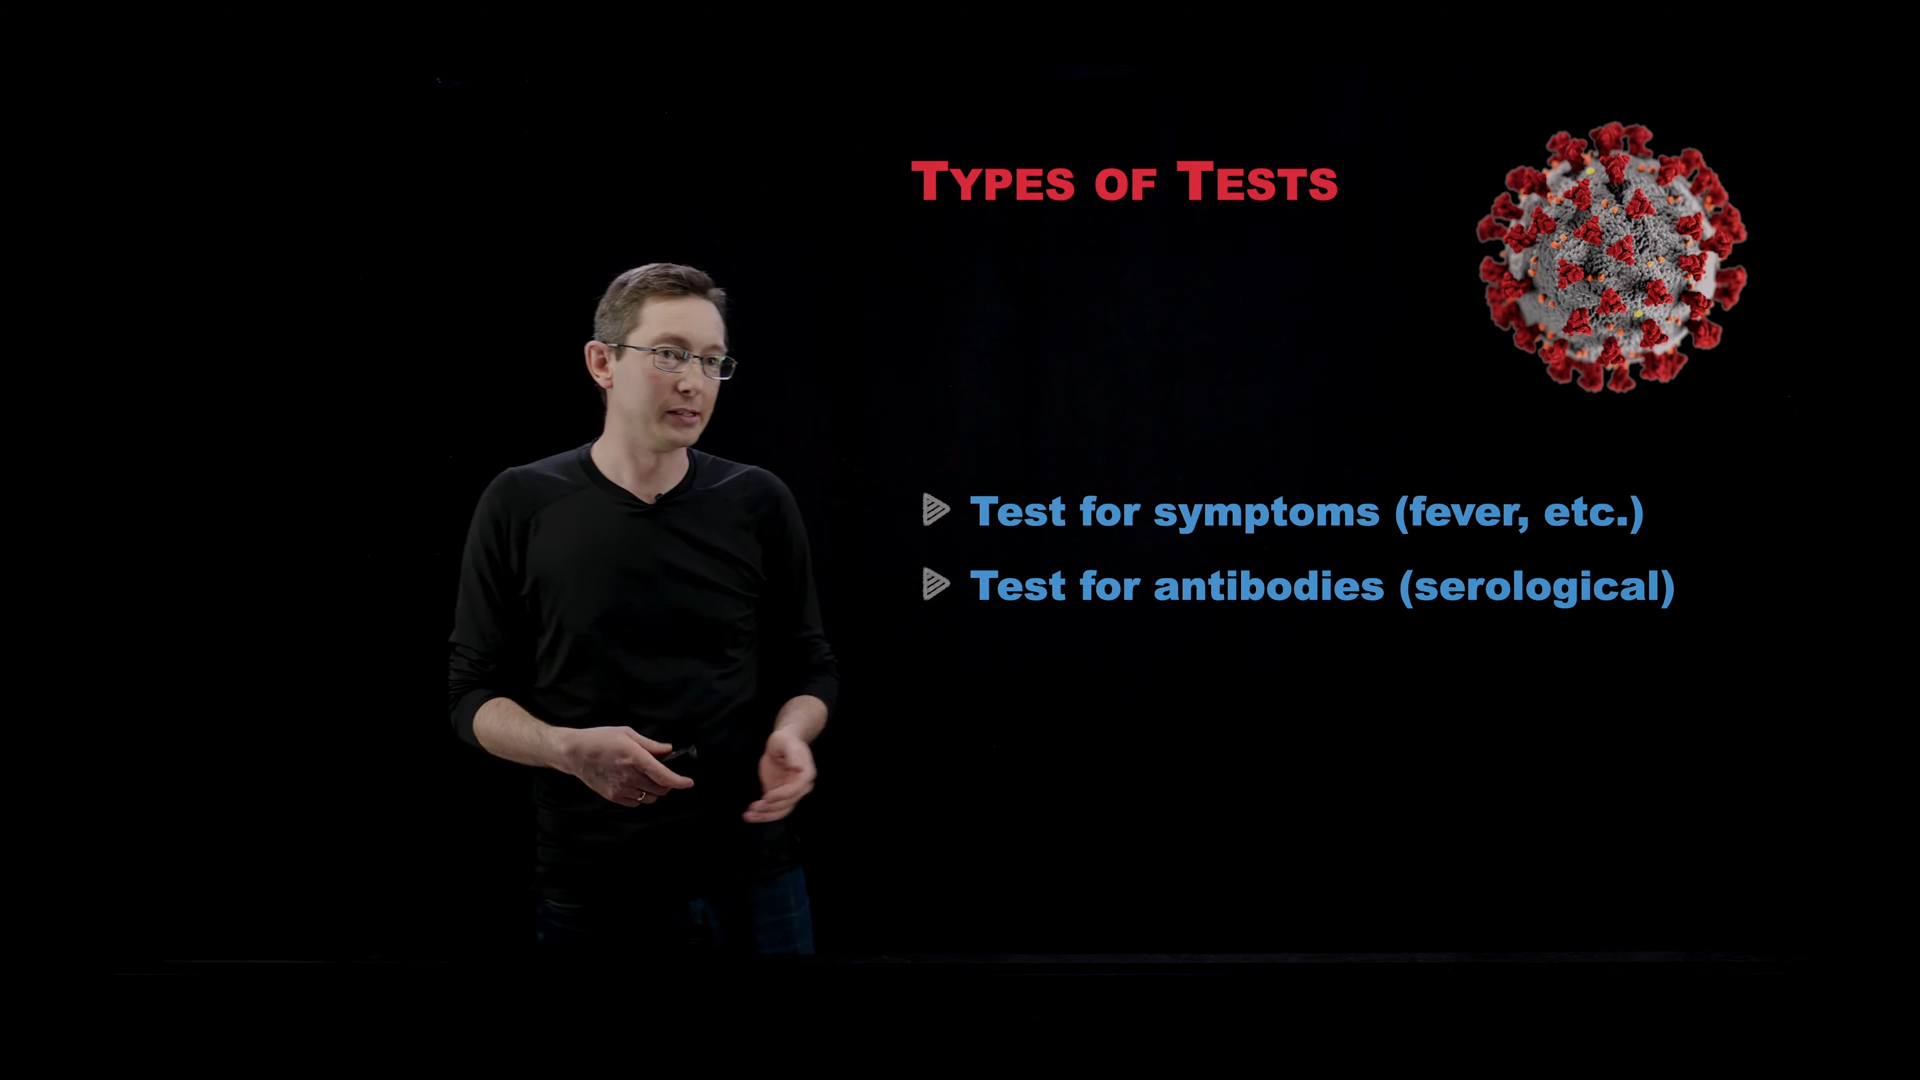 Types of Tests
Test for symptoms (fever, etc.)
Test for antibodies (serological)